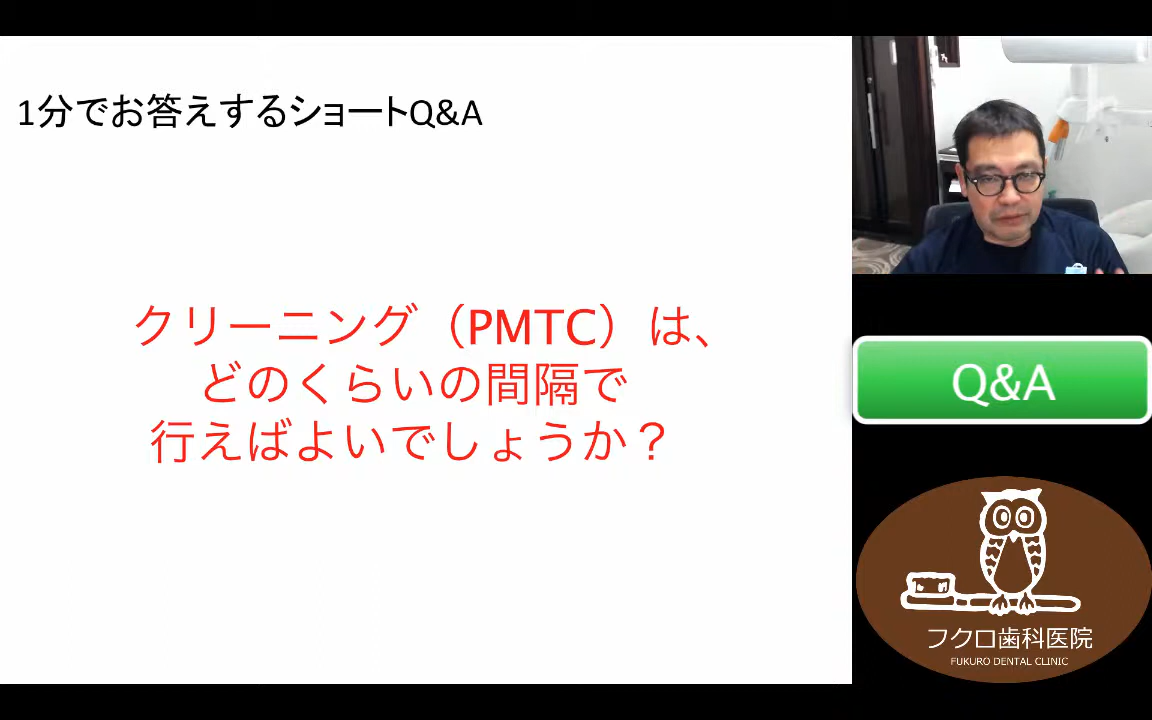 1分でお答えするショートQ&A
クリーニング（PMTC）は、
どのくらいの間隔で
行えばよいでしょうか？
Q&A
フクロ歯科医院
FUKURO DENTAL CLINIC